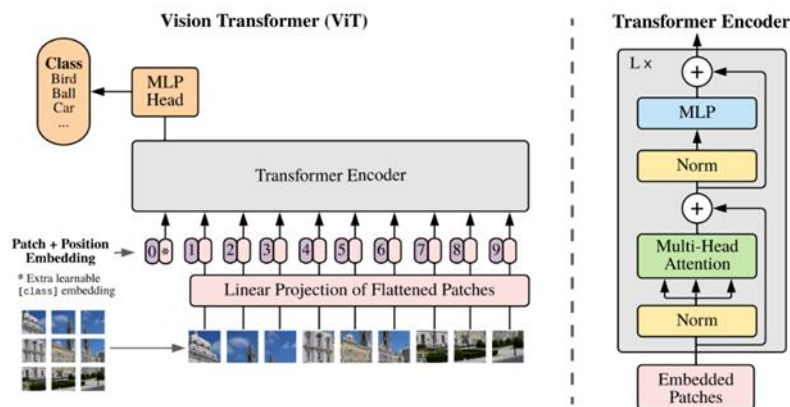 Vision Transformer (ViT)
Class
Bird
Ball
Car
...
MLP
Head
Transformer Encoder
Patch + Position
Embedding
0 * 1 2 3 4 5 6 7 8 9
* Extra learnable
[class] embedding
Linear Projection of Flattened Patches
Transformer Encoder
L ×
+
MLP
Norm
+
Multi-Head
Attention
Norm
Embedded
Patches